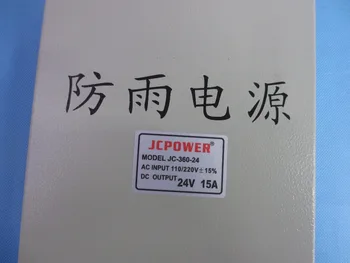 防雨电源
JCPOWER®
MODEL JC-360-24
AC INPUT 110/220V±15%
DC OUTPUT 24V 15A